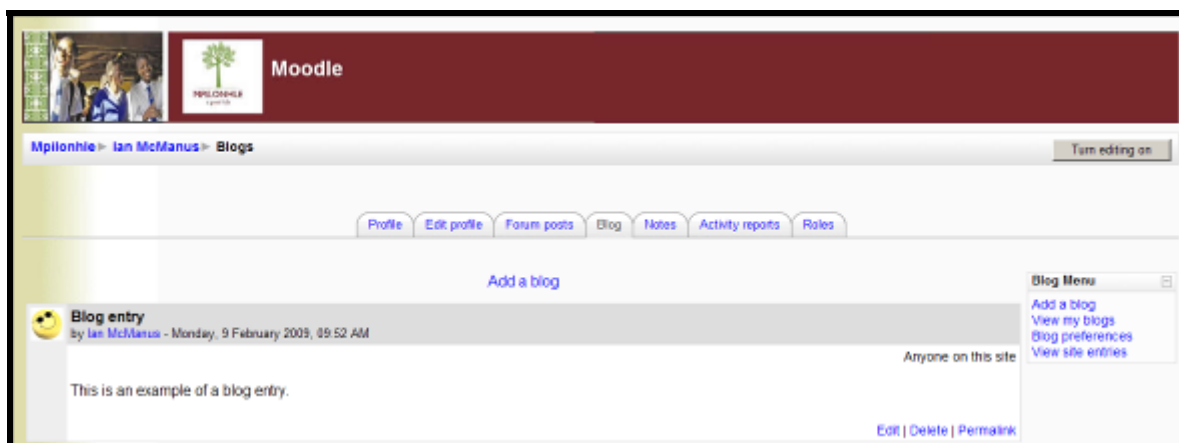 MPILONHLE
Moodle
Mpilonhle ► Ian McManus ► Blogs
Turn editing on
Profile Edit profile Forum posts Blog Notes Activity reports Roles
Add a blog
Blog entry
by Ian McManus - Monday, 9 February 2009, 09:52 AM
Anyone on this site
This is an example of a blog entry.
Edit | Delete | Permalink
Blog Menu
Add a blog
View my blogs
Blog preferences
View site entries